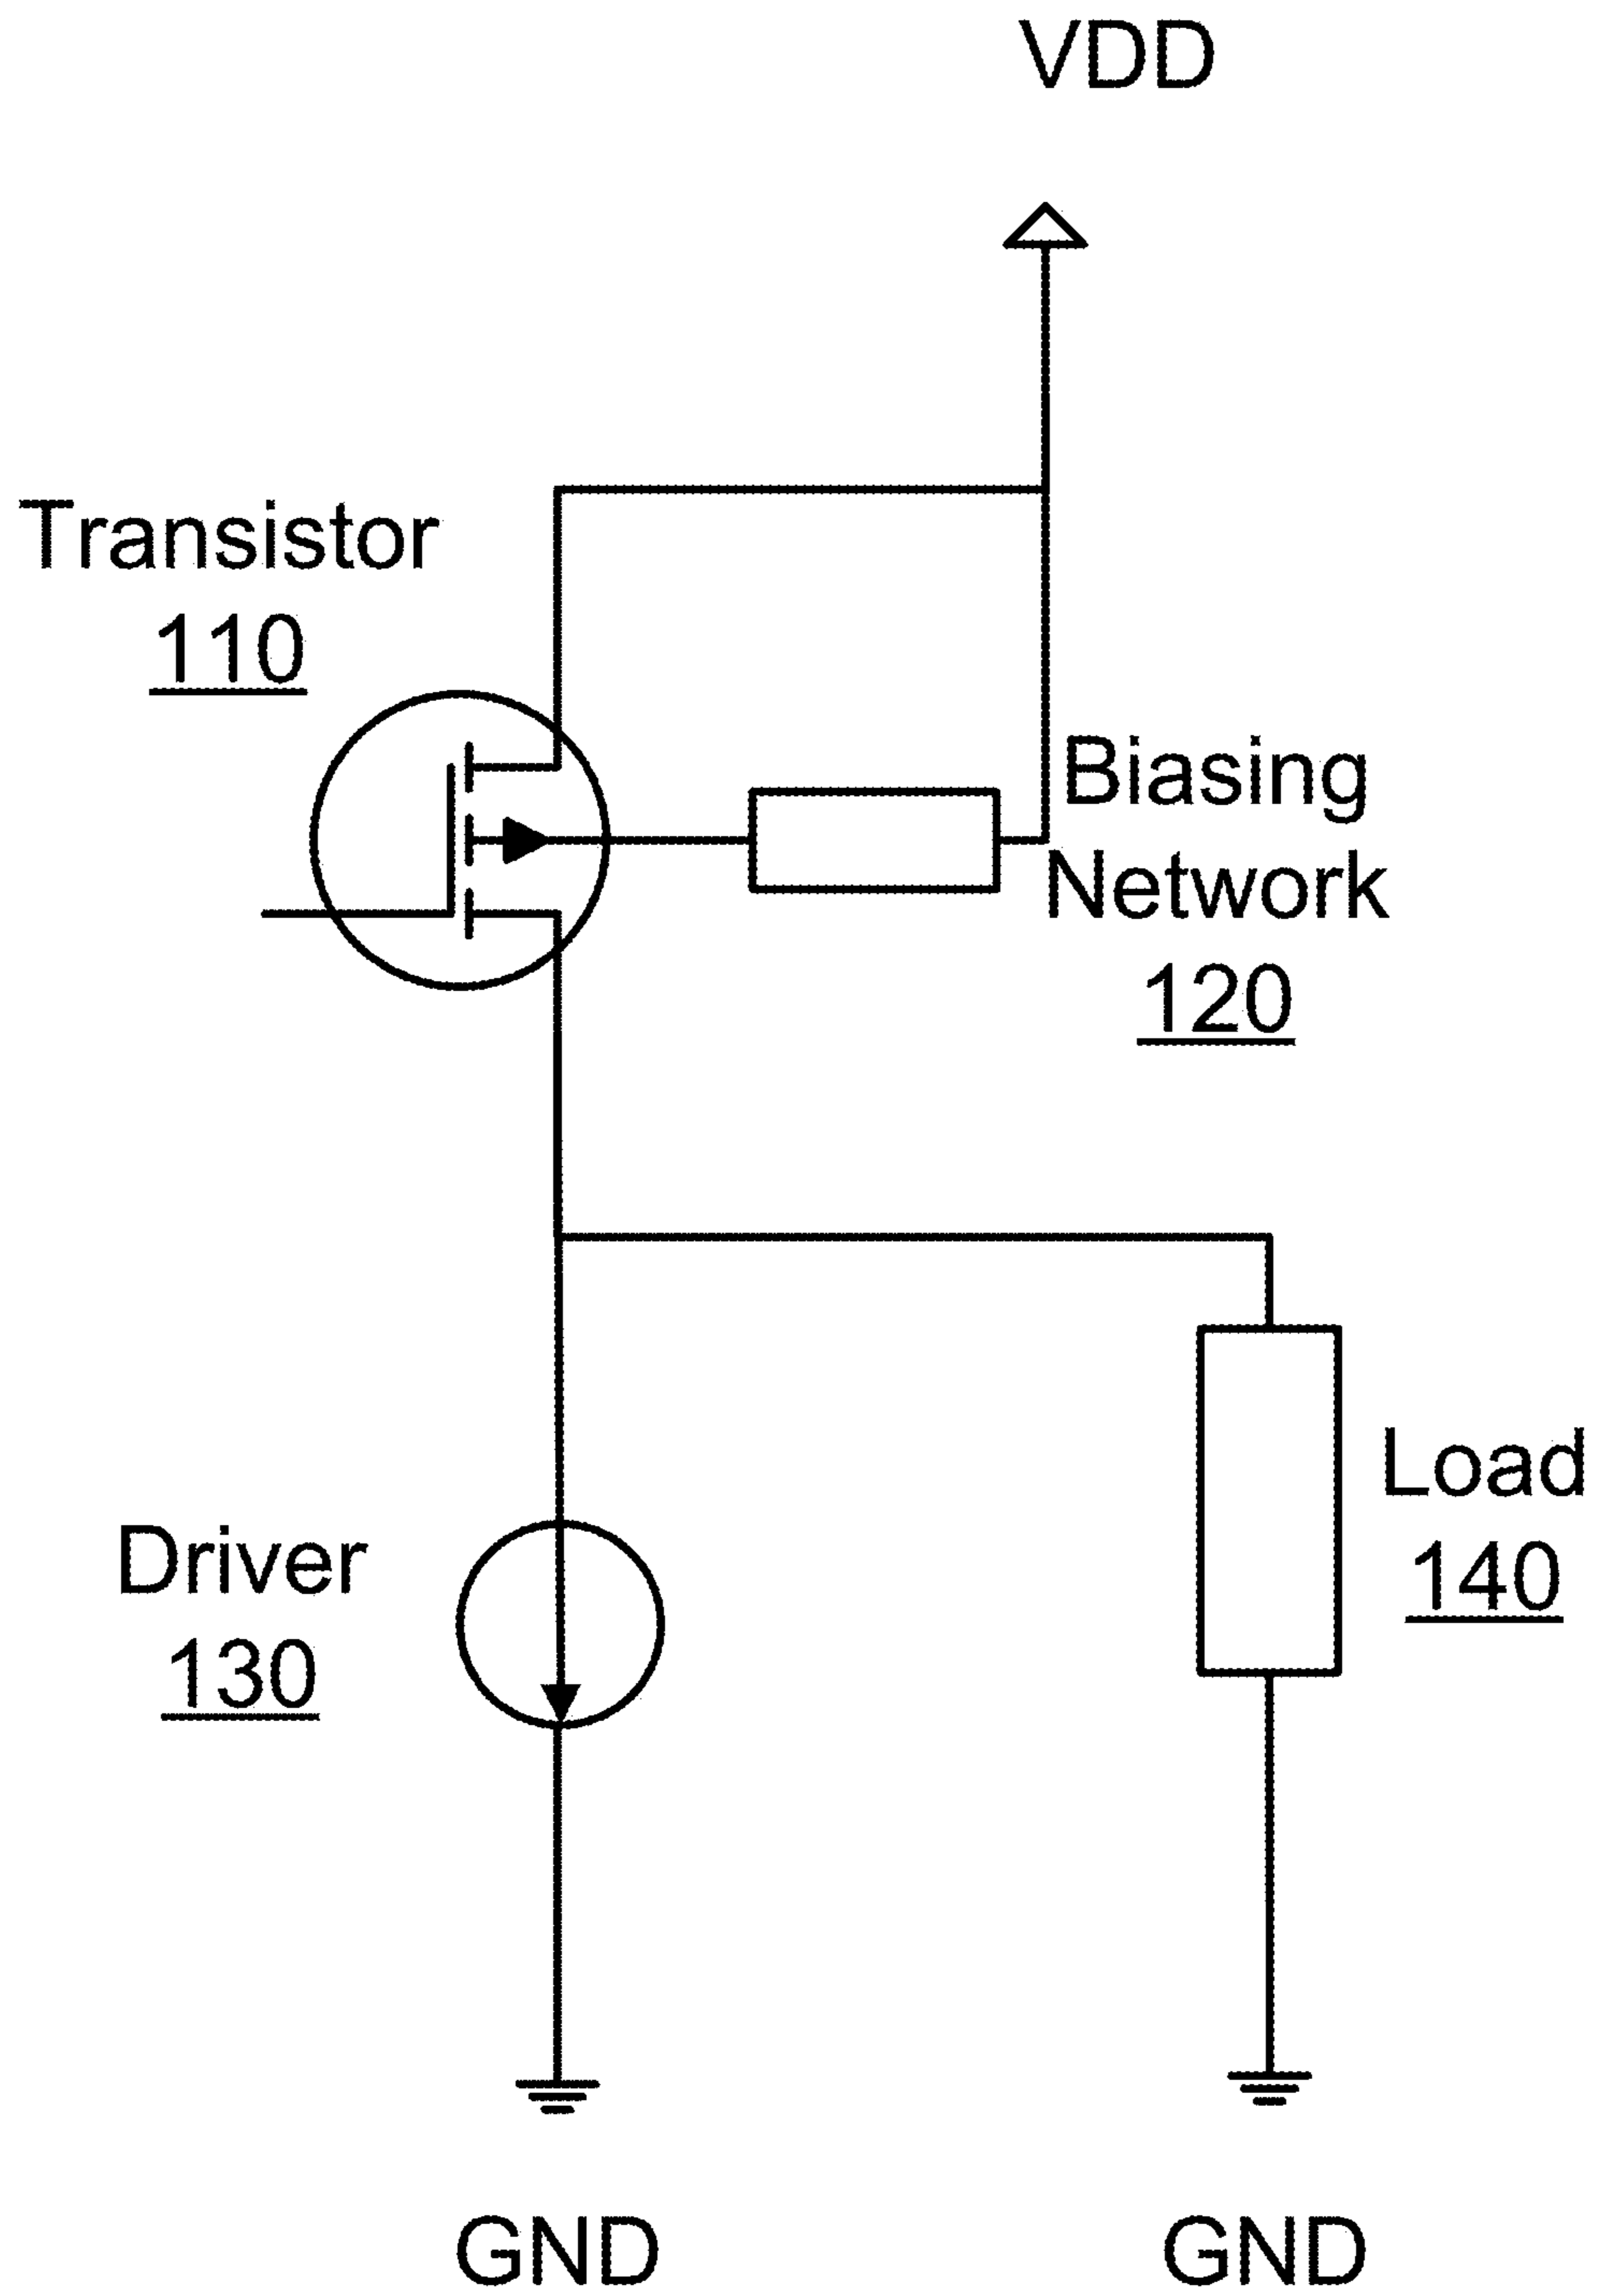 VDD
Transistor
110
Biasing
Network
120
Driver
130
Load
140
GND
GND